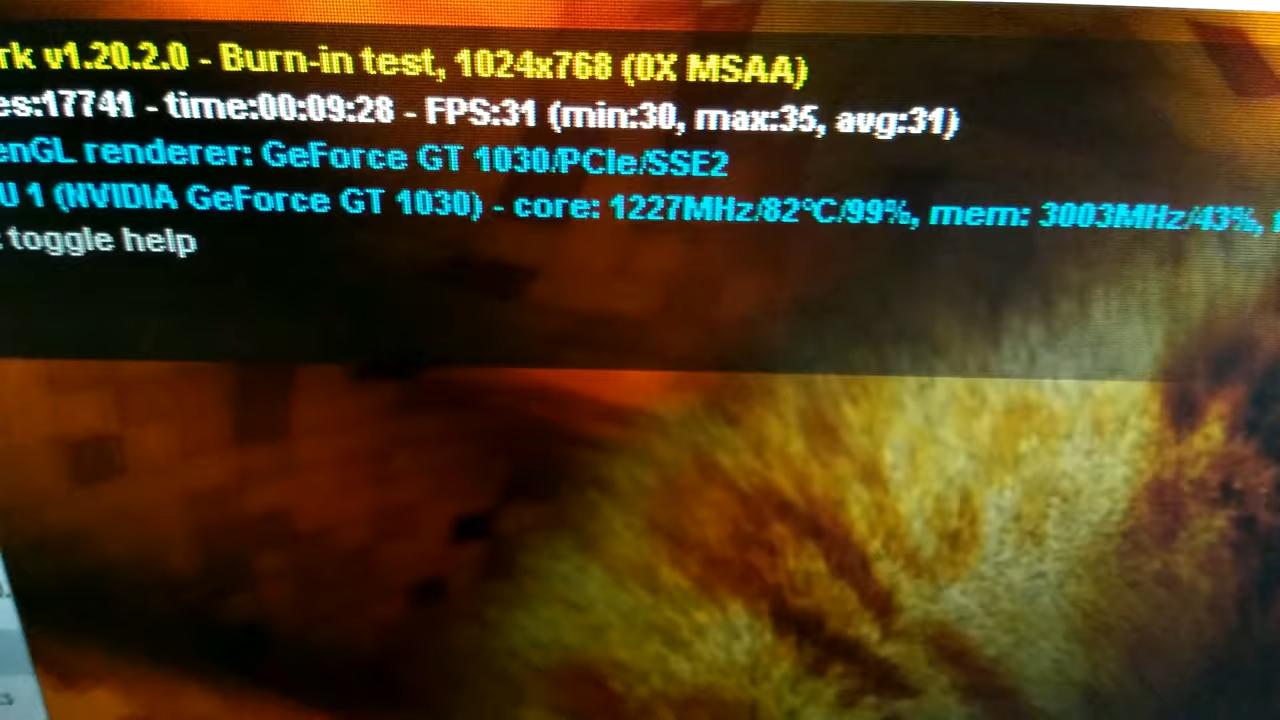 rk v1.20.2.0 - Burn-in test, 1024x768 (0X MSAA)
es:17741 - time:00:09:28 - FPS:31 (min:30, max:35, avg:31)
enGL renderer: GeForce GT 1030/PCIe/SSE2
U 1 (NVIDIA GeForce GT 1030) - core: 1227MHz/82°C/99%, mem: 3003MHz/43%,
: toggle help